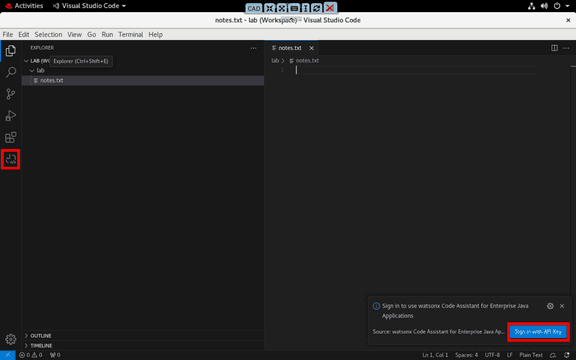 Activities
Visual Studio Code
CAD
notes.txt - lab (Workspace) - Visual Studio Code
File Edit Selection View Go Run Terminal Help
EXPLORER
LAB (WO
Explorer (Ctrl+Shift+E)
lab
notes.txt
notes.txt
lab > notes.txt
1
OUTLINE
TIMELINE
Sign in to use watsonx Code Assistant for Enterprise Java
Applications
Source: watsonx Code Assistant for Enterprise Java Ap...
Sign in with API Key
0 0 0
Ln 1, Col 1 Spaces: 4 UTF-8 LF Plain Text